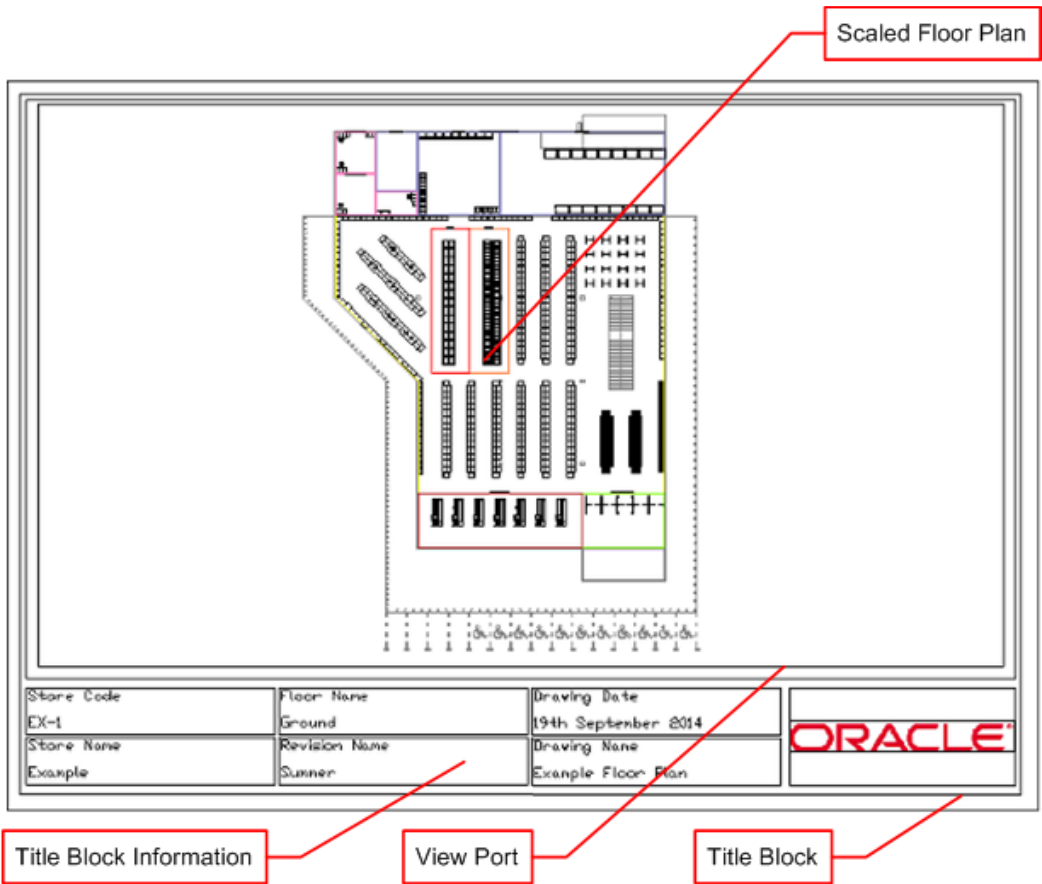 Scaled Floor Plan
Store Code
EX-1
Floor Name
Ground
Drawing Date
19th September 2014
Store Name
Example
Revision Name
Summer
Drawing Name
Example Floor Plan
ORACLE®
Title Block Information
View Port
Title Block